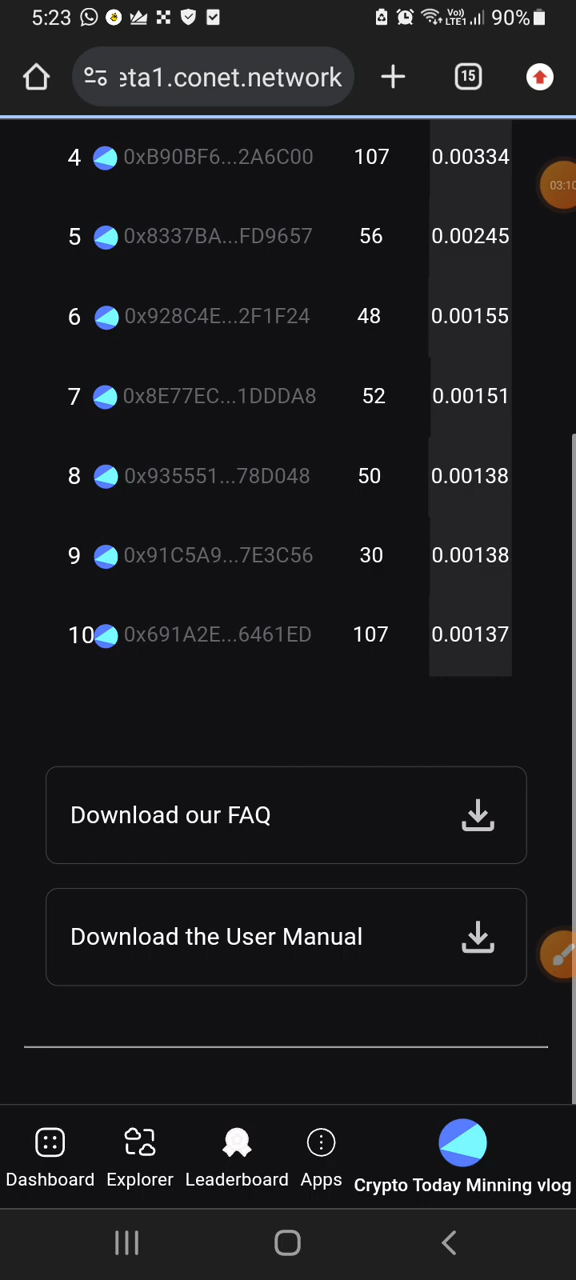 5:23 Vo) LTE1 90%
eta1.conet.network 15
4 0xB90BF6...2A6C00 107 0.00334
03:10
5 0x8337BA...FD9657 56 0.00245
6 0x928C4E...2F1F24 48 0.00155
7 0x8E77EC...1DDDA8 52 0.00151
8 0x935551...78D048 50 0.00138
9 0x91C5A9...7E3C56 30 0.00138
10 0x691A2E...6461ED 107 0.00137
Download our FAQ
Download the User Manual
Dashboard Explorer Leaderboard Apps Crypto Today Minning vlog